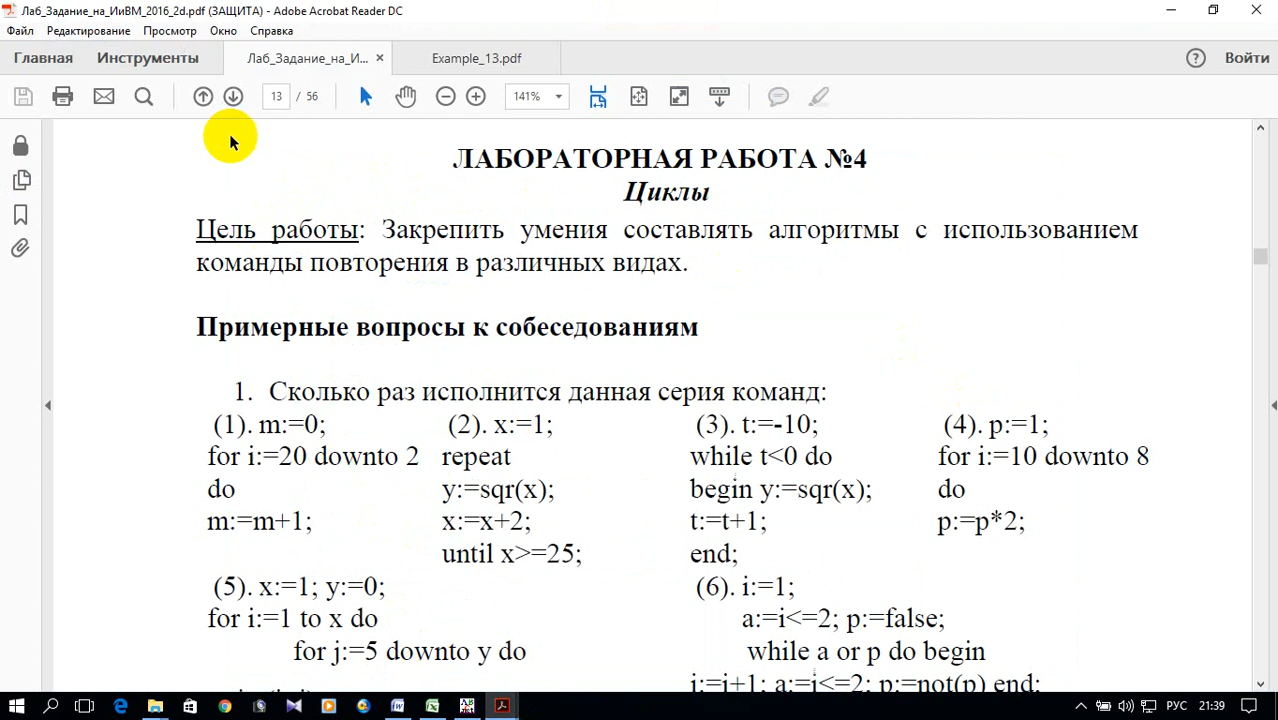 Лаб_Задание_на_ИиВМ_2016_2d.pdf (ЗАЩИТА) - Adobe Acrobat Reader DC
Файл Редактирование Просмотр Окно Справка
Главная Инструменты Лаб_Задание_на_И... Example_13.pdf Войти
13 / 56 141%
ЛАБОРАТОРНАЯ РАБОТА №4
Циклы
Цель работы: Закрепить умения составлять алгоритмы с использованием
команды повторения в различных видах.
Примерные вопросы к собеседованиям
1. Сколько раз исполнится данная серия команд:
(1). m:=0; (2). x:=1; (3). t:=-10; (4). p:=1;
for i:=20 downto 2 repeat while t<0 do for i:=10 downto 8
do y:=sqr(x); begin y:=sqr(x); do
m:=m+1; x:=x+2; t:=t+1; p:=p*2;
until x>=25; end;
(5). x:=1; y:=0; (6). i:=1;
for i:=1 to x do a:=i<=2; p:=false;
for j:=5 downto y do while a or p do begin
i:=i+1; a:=i<=2; p:=not(p) end;
РУС 21:39